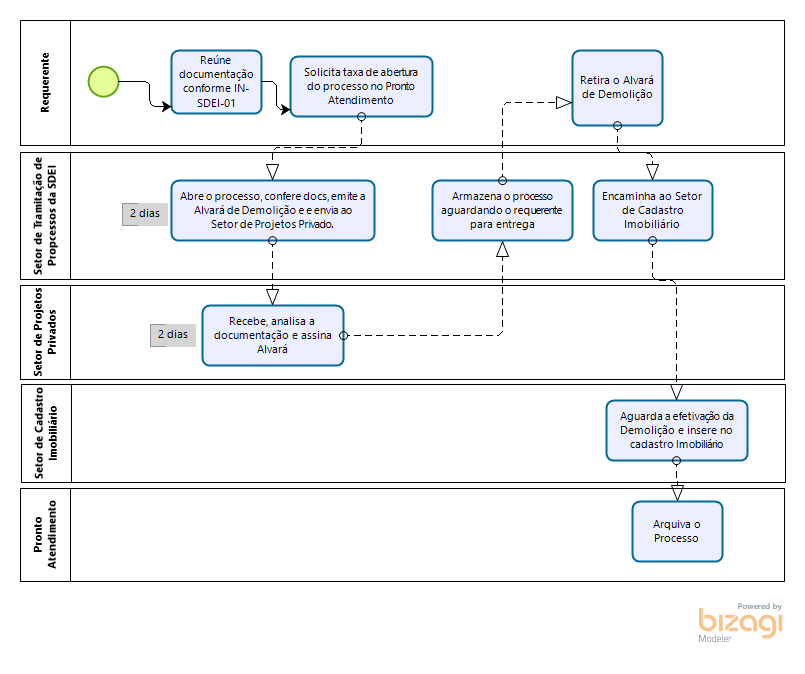 Requerente
Reúne
documentação
conforme IN-
SDEI-01
Solicita taxa de abertura
do processo no Pronto
Atendimento
Retira o Alvará
de Demolição
Setor de Tramitação de
Propcessos da SDEI
2 dias
Abre o processo, confere docs, emite a
Alvará de Demolição e e envia ao
Setor de Projetos Privado.
Armazena o processo
aguardando o requerente
para entrega
Encaminha ao Setor
de Cadastro
Imobiliário
Setor de Projetos
Privados
2 dias
Recebe, analisa a
documentação e assina
Alvará
Setor de Cadastro
Imobiliário
Aguarda a efetivação da
Demolição e insere no
cadastro Imobiliário
Pronto
Atendimento
Arquiva o
Processo
Powered by
bizagi
Modeler